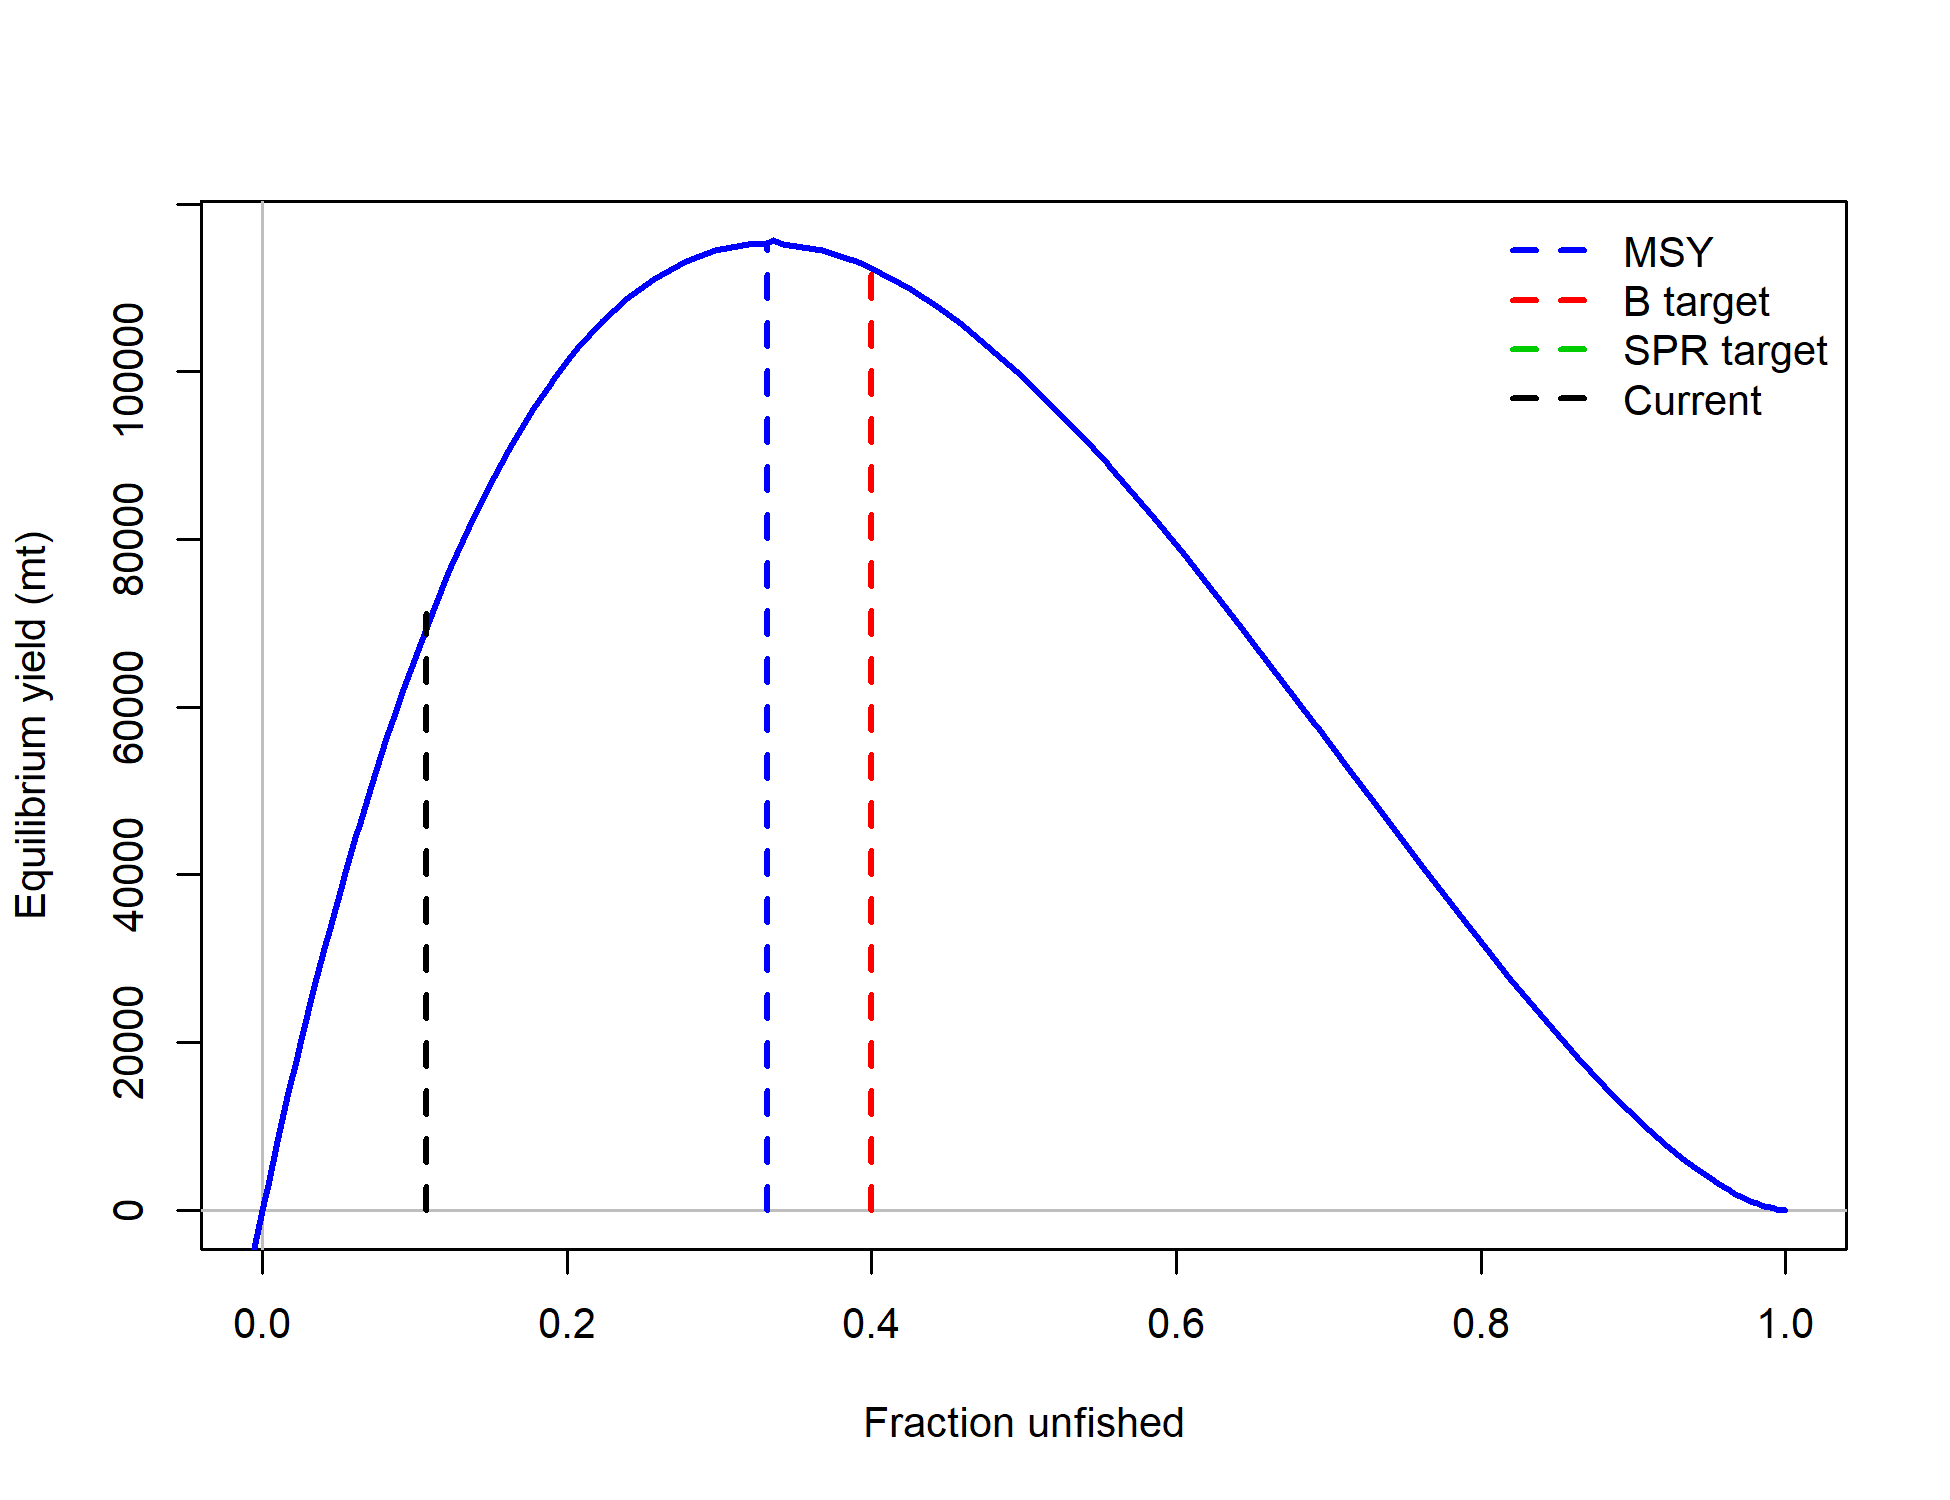 MSY
B target
SPR target
Current
Equilibrium yield (mt)
100000
80000
60000
40000
20000
0
0.0 0.2 0.4 0.6 0.8 1.0
Fraction unfished